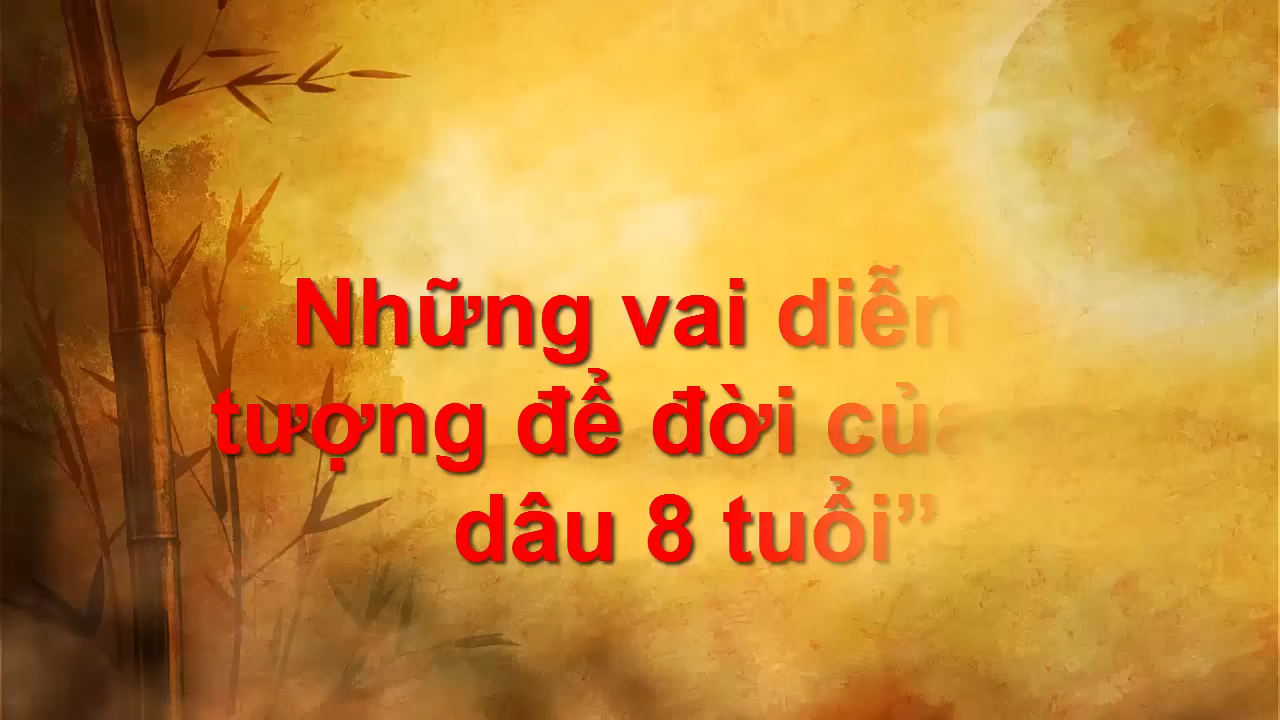 Những vai diễn
tượng để đời của
dâu 8 tuổi”